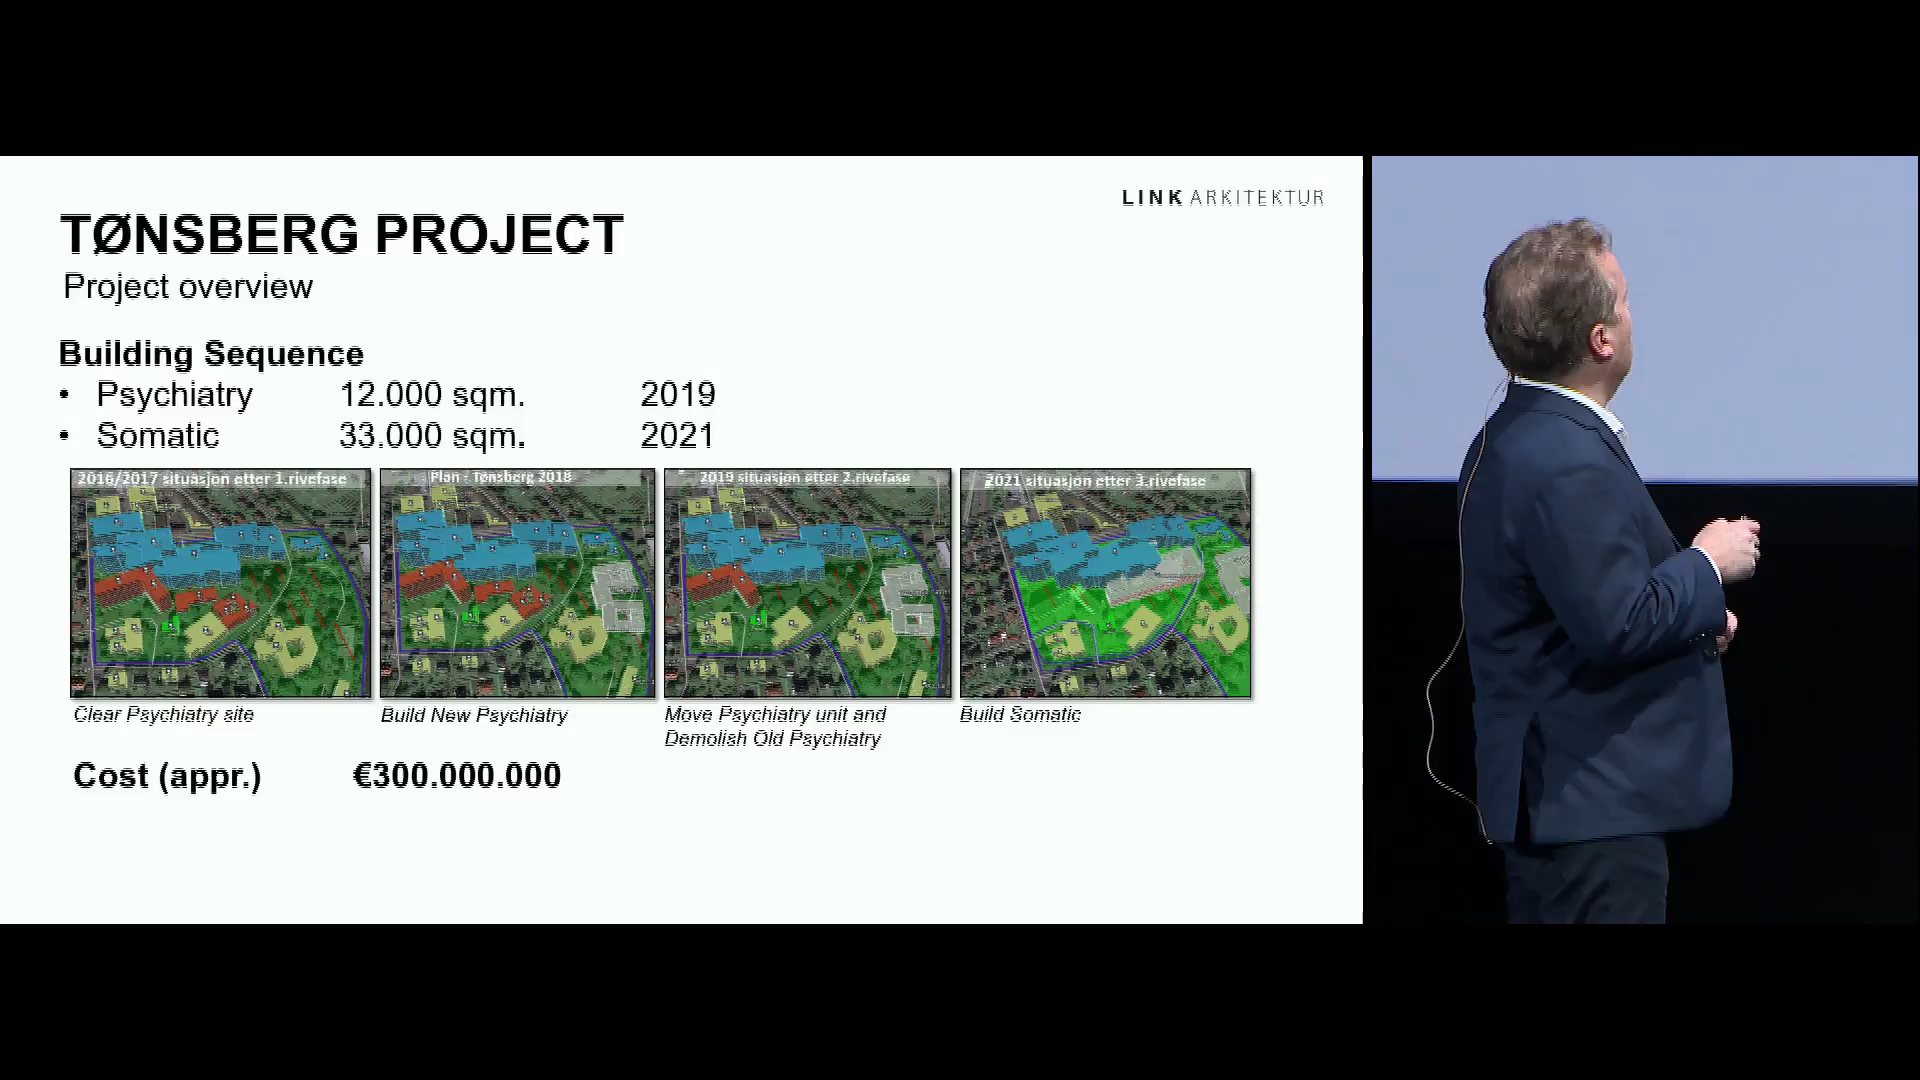 LINK ARKITEKTUR
TØNSBERG PROJECT
Project overview
Building Sequence
• Psychiatry 12.000 sqm. 2019
• Somatic 33.000 sqm. 2021
2016/2017 situasjon etter 1.rivefase
Plan - Tønsberg 2018
2019 situasjon etter 2.rivefase
2021 situasjon etter 3.rivefase
Clear Psychiatry site
Build New Psychiatry
Move Psychiatry unit and
Demolish Old Psychiatry
Build Somatic
Cost (appr.) €300.000.000